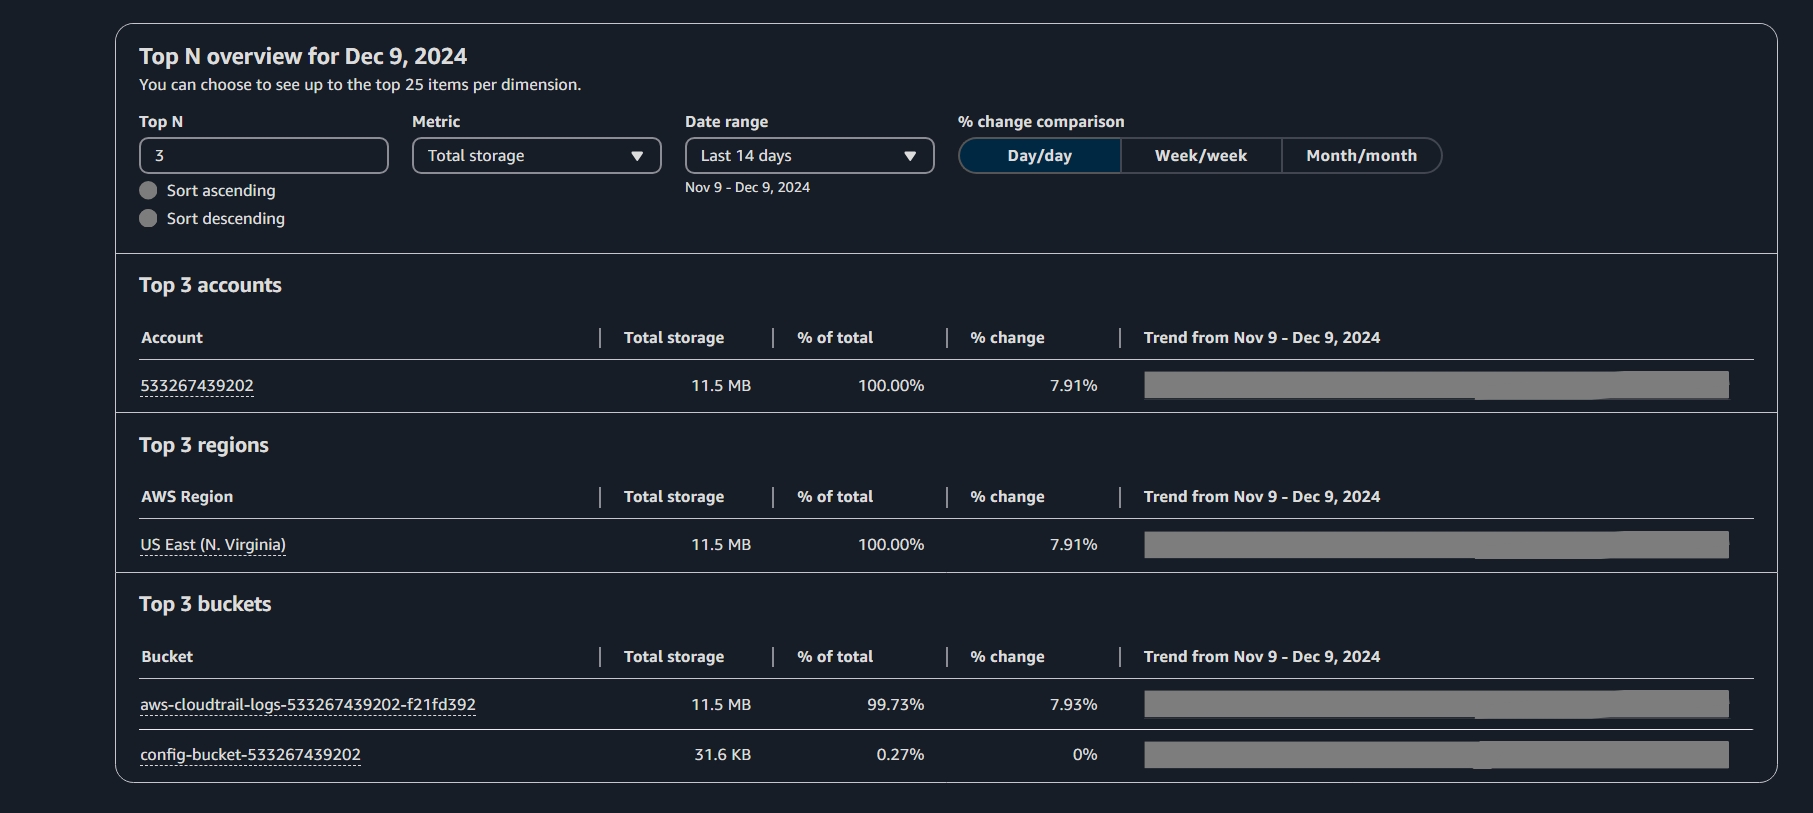 Top N overview for Dec 9, 2024
You can choose to see up to the top 25 items per dimension.
Top N Metric Date range % change comparison
3 Total storage Last 14 days Day/day Week/week Month/month
Nov 9 - Dec 9, 2024
Sort ascending
Sort descending
Top 3 accounts
Account Total storage % of total % change Trend from Nov 9 - Dec 9, 2024
533267439202 11.5 MB 100.00% 7.91%
Top 3 regions
AWS Region Total storage % of total % change Trend from Nov 9 - Dec 9, 2024
US East (N. Virginia) 11.5 MB 100.00% 7.91%
Top 3 buckets
Bucket Total storage % of total % change Trend from Nov 9 - Dec 9, 2024
aws-cloudtrail-logs-533267439202-f21fd392 11.5 MB 99.73% 7.93%
config-bucket-533267439202 31.6 KB 0.27% 0%